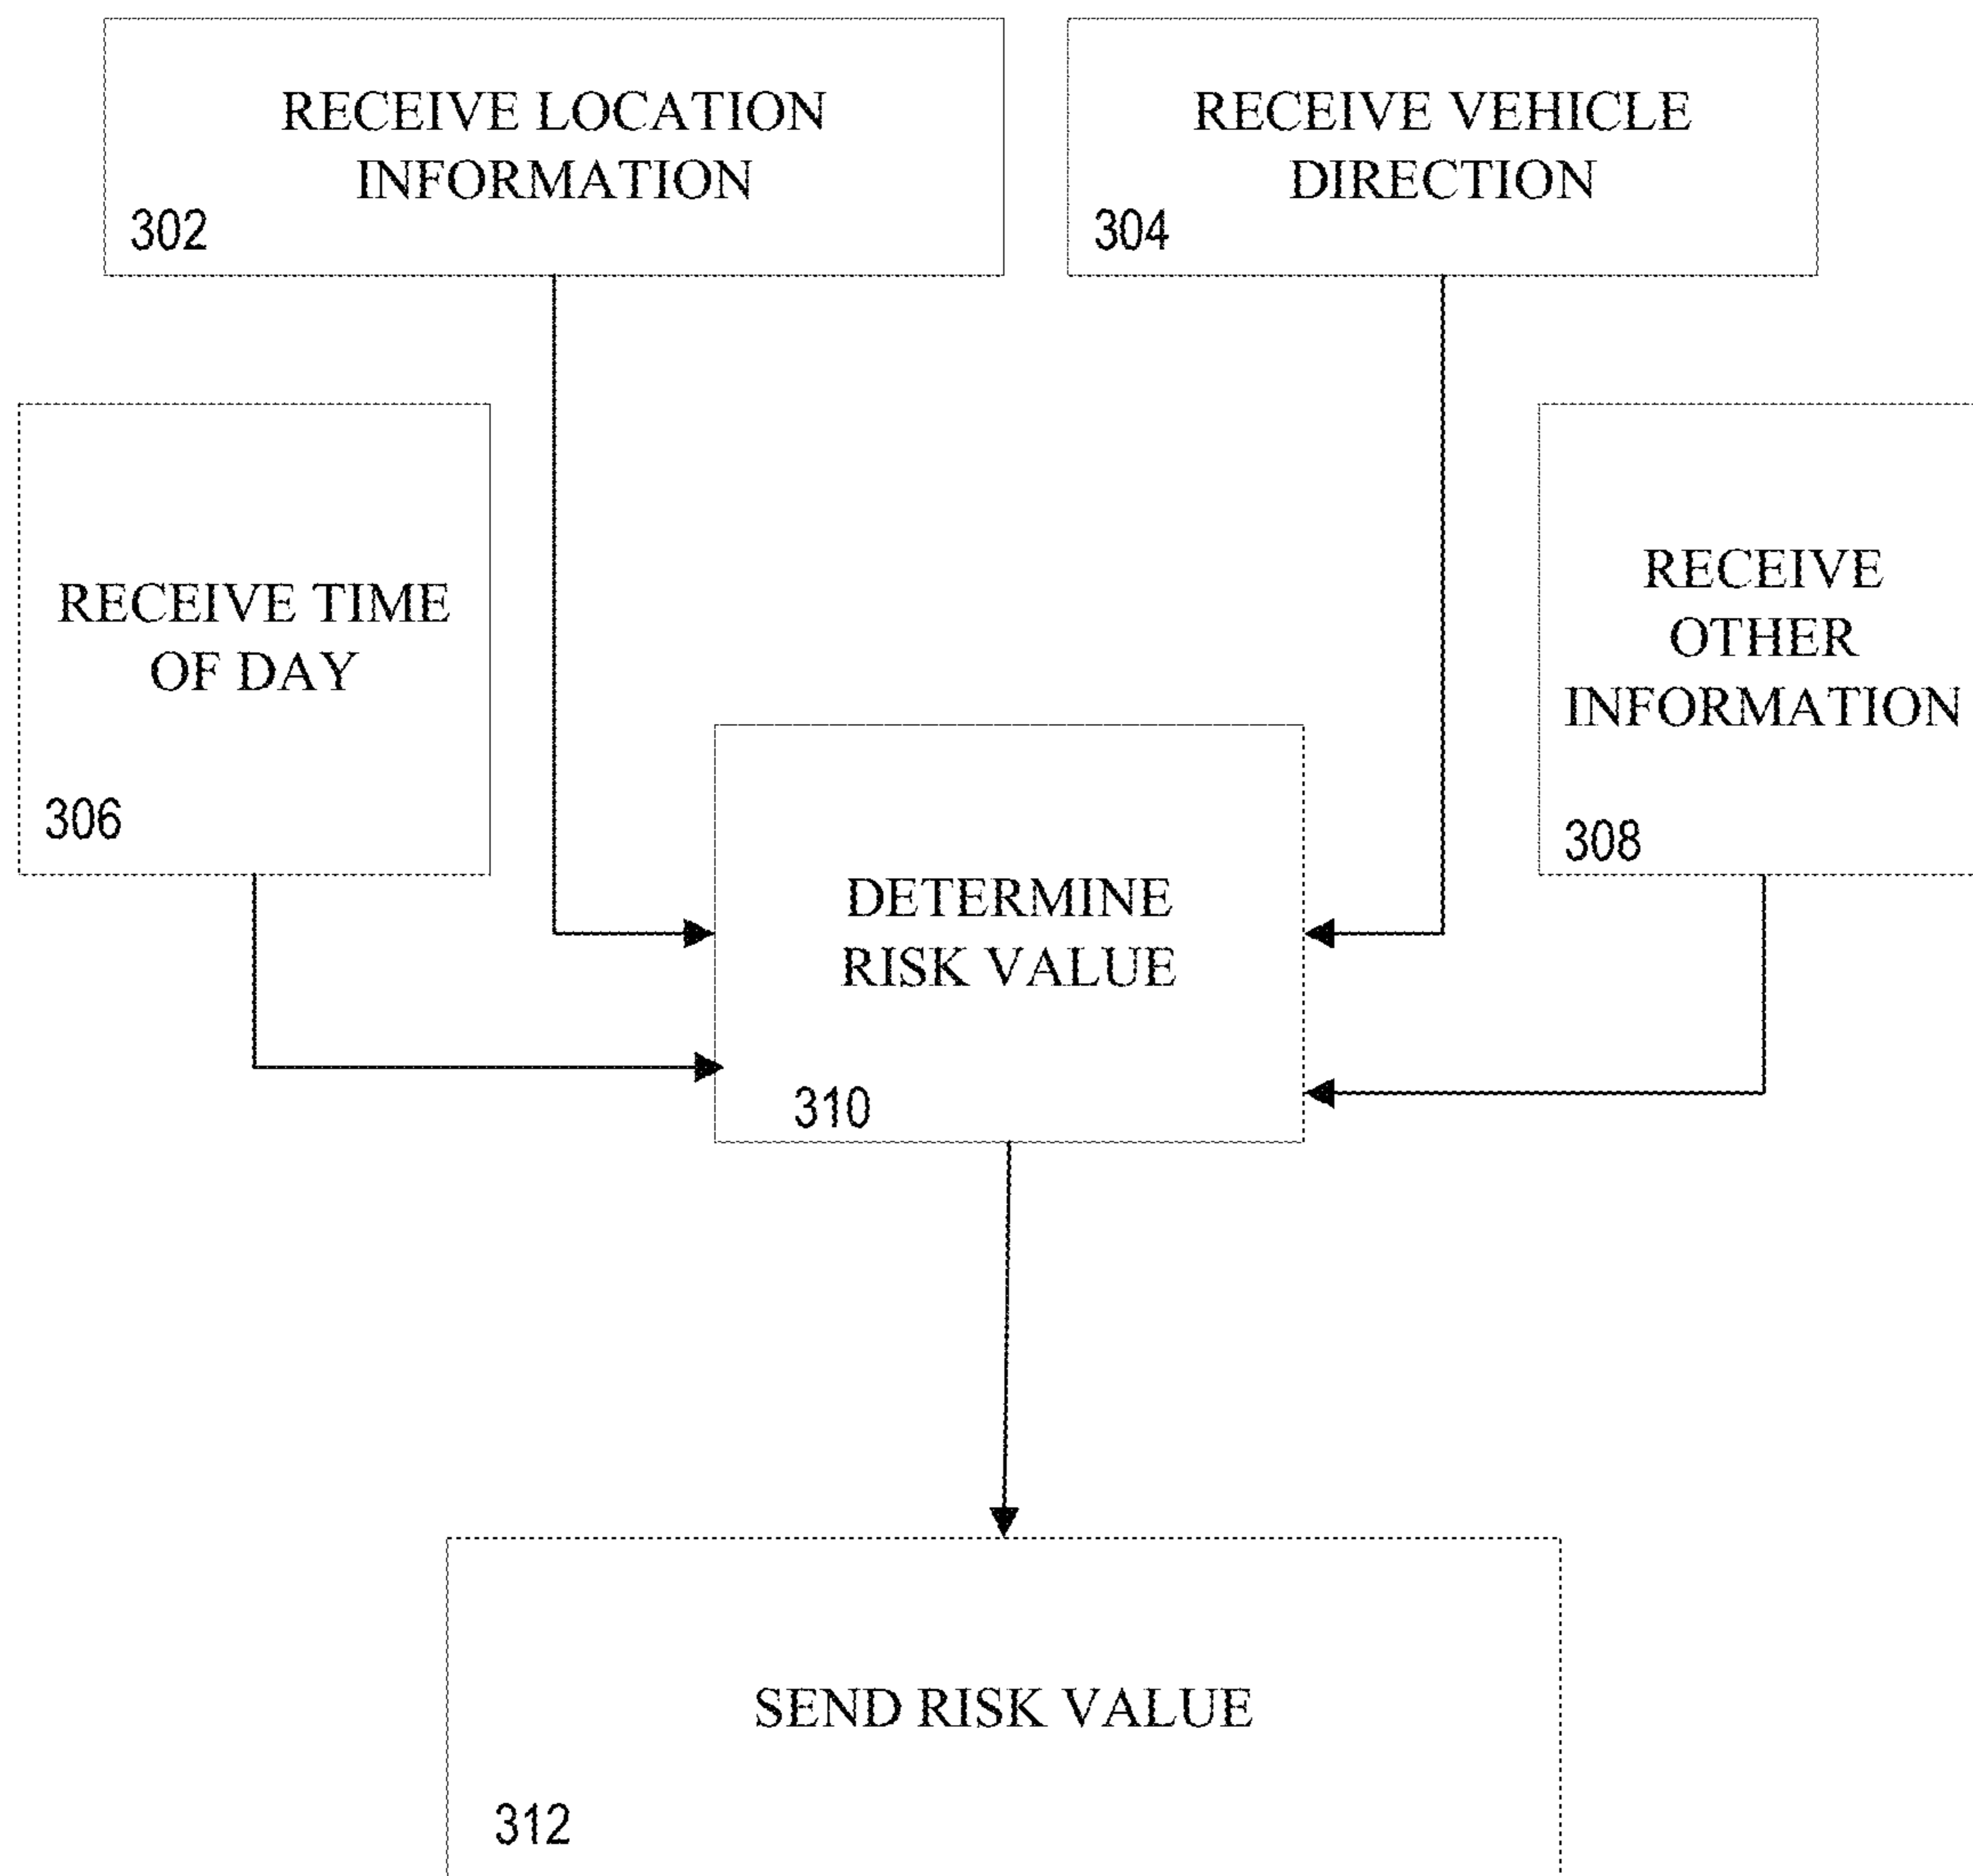 RECEIVE LOCATION
INFORMATION
302
RECEIVE VEHICLE
DIRECTION
304
RECEIVE TIME
OF DAY
306
RECEIVE
OTHER
INFORMATION
308
DETERMINE
RISK VALUE
310
SEND RISK VALUE
312